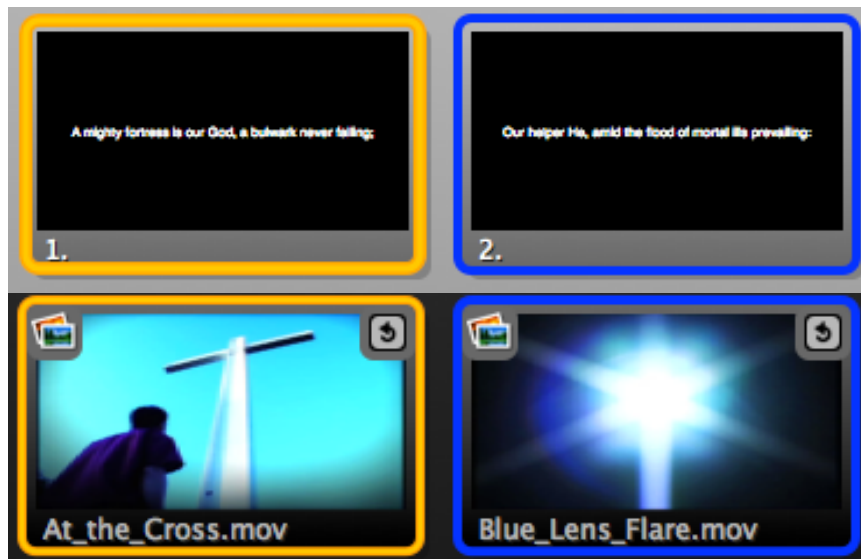 A mighty fortress is our God, a bulwark never failing;
Our helper He, amid the flood of mortal ills prevailing:
1.
2.
At_the_Cross.mov
Blue_Lens_Flare.mov